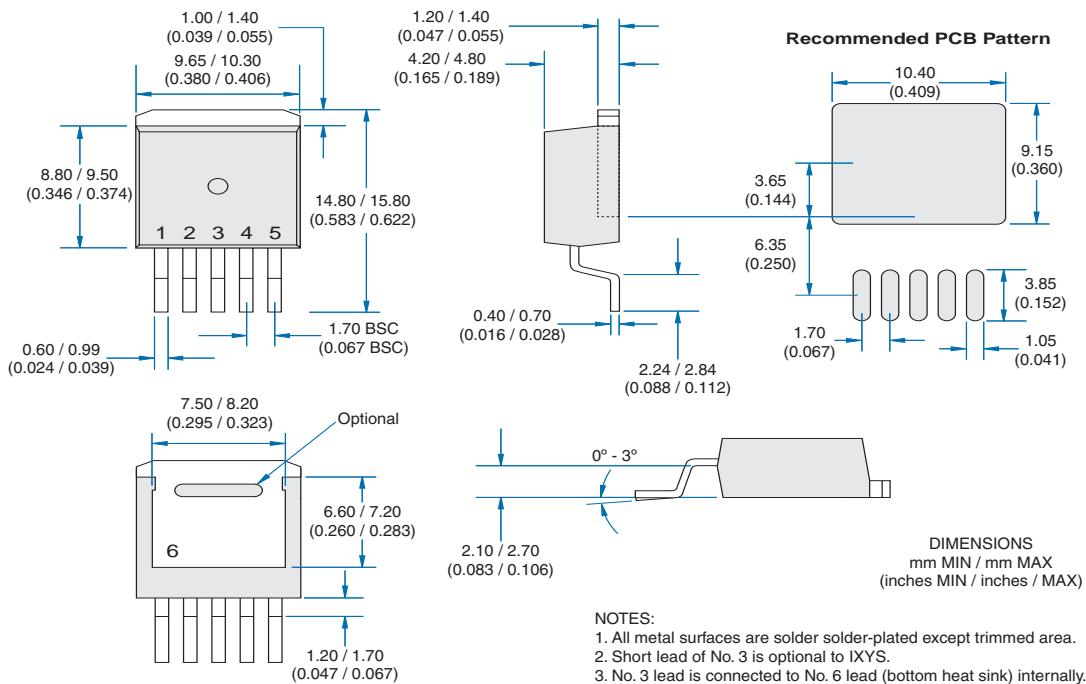 1.00 / 1.40
(0.039 / 0.055)
9.65 / 10.30
(0.380 / 0.406)
8.80 / 9.50
(0.346 / 0.374)
14.80 / 15.80
(0.583 / 0.622)
1 2 3 4 5
1.70 BSC
(0.067 BSC)
0.60 / 0.99
(0.024 / 0.039)
1.20 / 1.40
(0.047 / 0.055)
4.20 / 4.80
(0.165 / 0.189)
0.40 / 0.70
(0.016 / 0.028)
2.24 / 2.84
(0.088 / 0.112)
Recommended PCB Pattern
10.40
(0.409)
9.15
(0.360)
3.65
(0.144)
6.35
(0.250)
3.85
(0.152)
1.70
(0.067)
1.05
(0.041)
7.50 / 8.20
(0.295 / 0.323)
Optional
6.60 / 7.20
(0.260 / 0.283)
6
1.20 / 1.70
(0.047 / 0.067)
0º - 3º
2.10 / 2.70
(0.083 / 0.106)
DIMENSIONS
mm MIN / mm MAX
(inches MIN / inches / MAX)
NOTES:
1. All metal surfaces are solder solder-plated except trimmed area.
2. Short lead of No. 3 is optional to IXYS.
3. No. 3 lead is connected to No. 6 lead (bottom heat sink) internally.